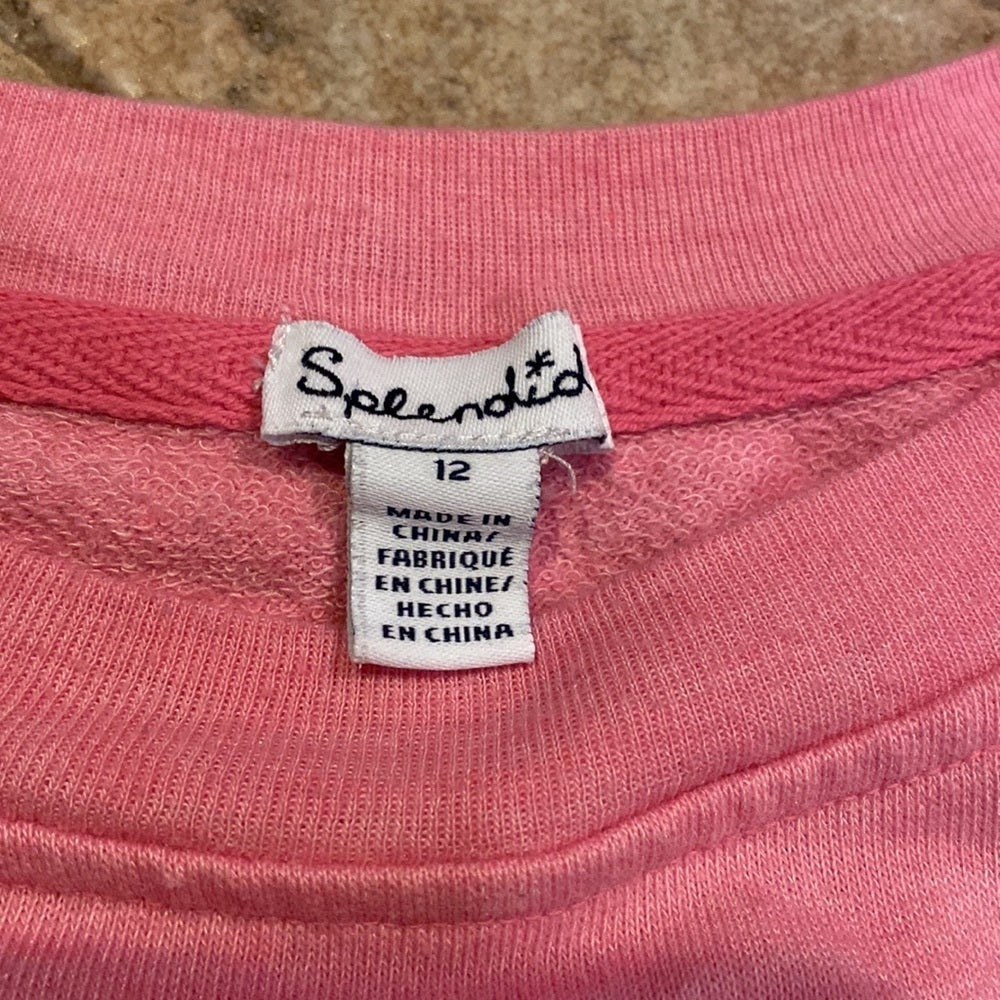 Splendid
12
MADE IN
CHINA/
FABRIQUÉ
EN CHINE/
HECHO
EN CHINA